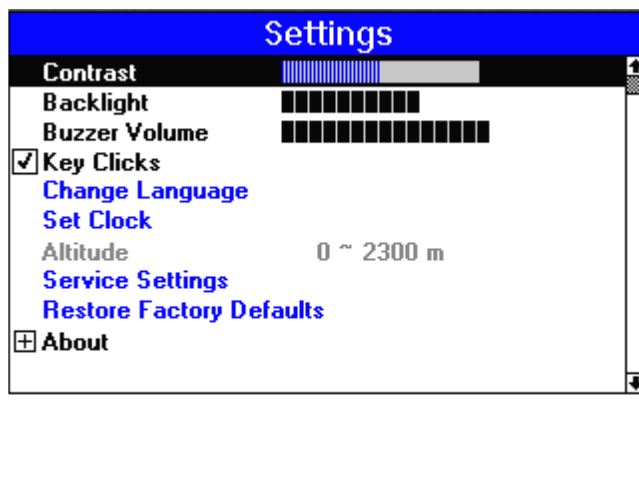 Settings
Contrast
Backlight
Buzzer Volume
Key Clicks
Change Language
Set Clock
Altitude 0 ~ 2300 m
Service Settings
Restore Factory Defaults
About